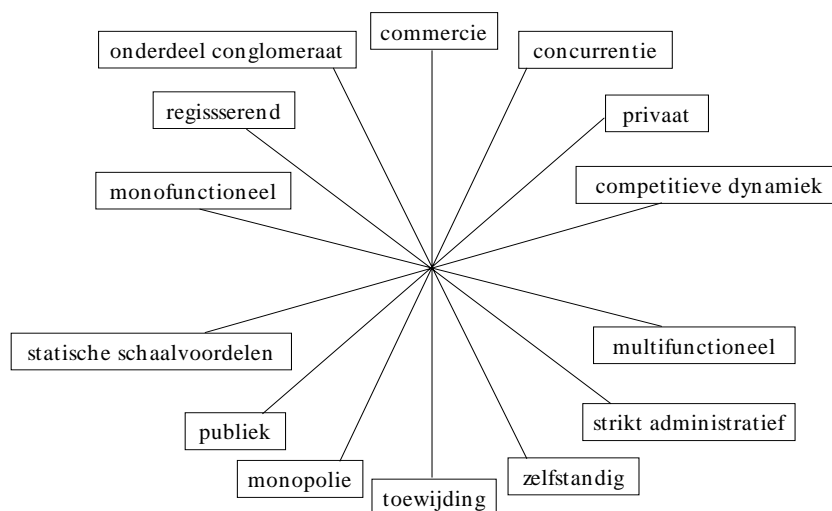 commercie
onderdeel conglomeraat
concurrentie
regissserend
privaat
competitieve dynamiek
monofunctioneel
statische schaalvoordelen
multifunctioneel
publiek
strikt administratief
monopolie
toewijding
zelfstandig